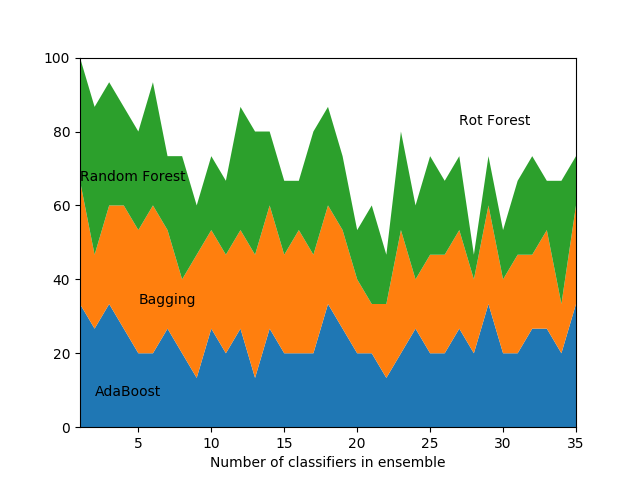 100
80
60
40
20
0
Rot Forest
Random Forest
Bagging
AdaBoost
5 10 15 20 25 30 35
Number of classifiers in ensemble